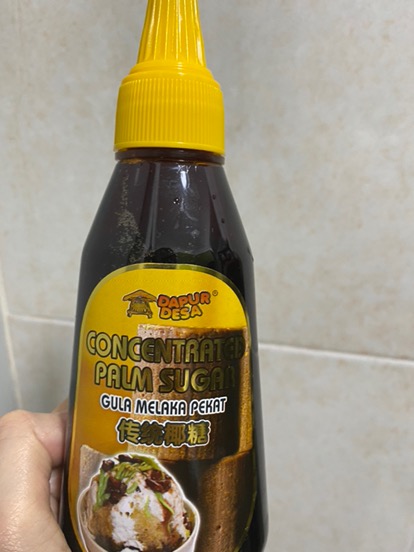 DAPUR ®
DESA
CONCENTRATED
PALM SUGAR
GULA MELAKA PEKAT
传统椰糖